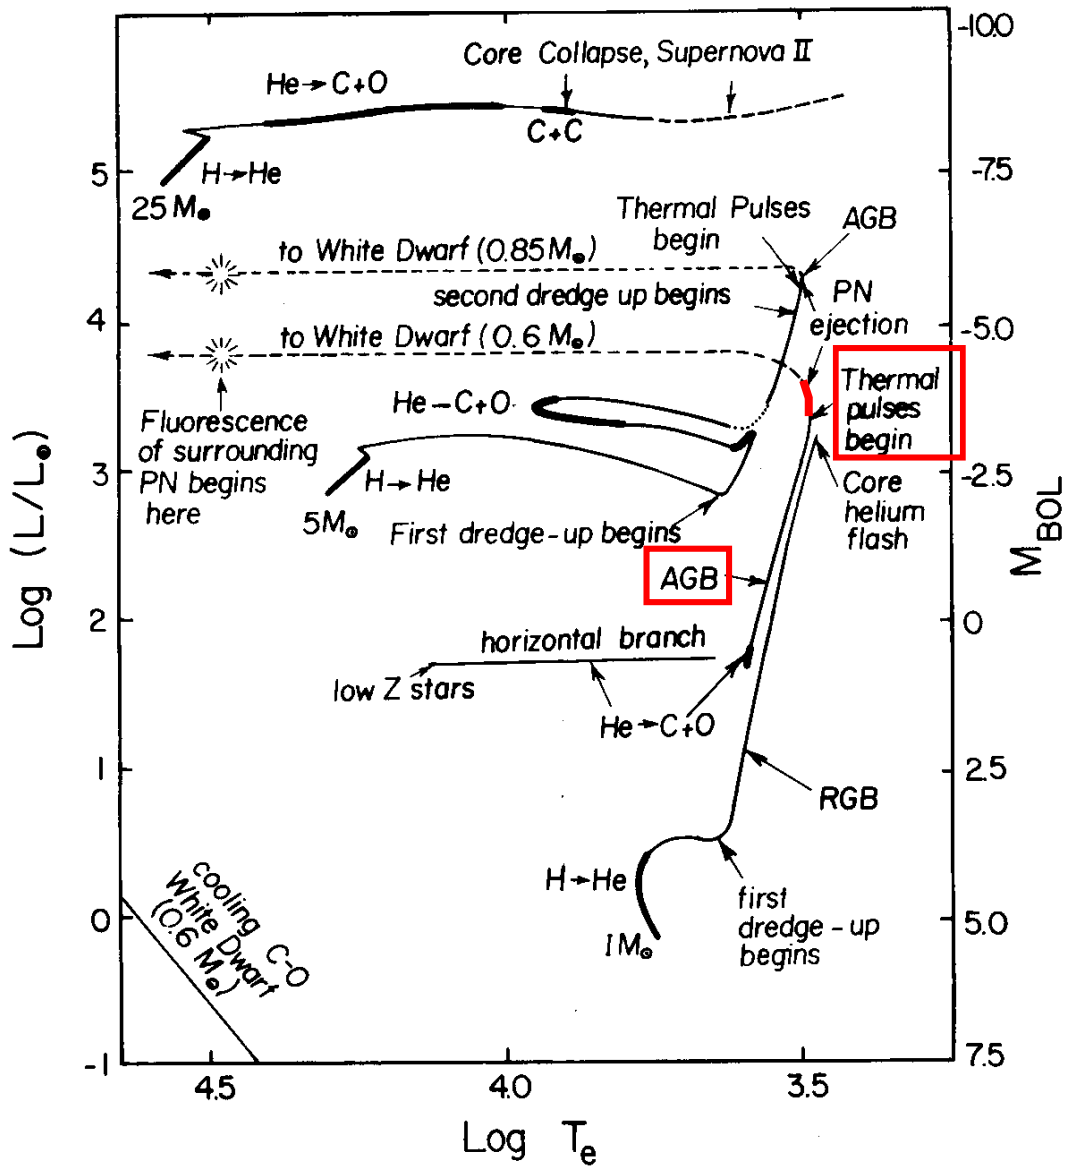 -10.0
Core Collapse, Supernova II
He→C+O
C+C
5
H→He
-7.5
25 M⊙
Thermal Pulses
begin
AGB
to White Dwarf (0.85M⊙)
second dredge up begins
PN
ejection
4
to White Dwarf (0.6 M⊙)
-5.0
Thermal
pulses
begin
He-C+O
Fluorescence
of surrounding
PN begins
here
3
H→He
-2.5
5M⊙
First dredge-up begins
Core
helium
flash
Log (L/L⊙)
MBOL
AGB
2
0
horizontal branch
low Z stars
He→C+O
1
2.5
RGB
H→He
first
dredge-up
begins
0
5.0
1M⊙
cooling C-O
White Dwarf
(0.6 M⊙)
-1
7.5
4.5
4.0
3.5
Log Te